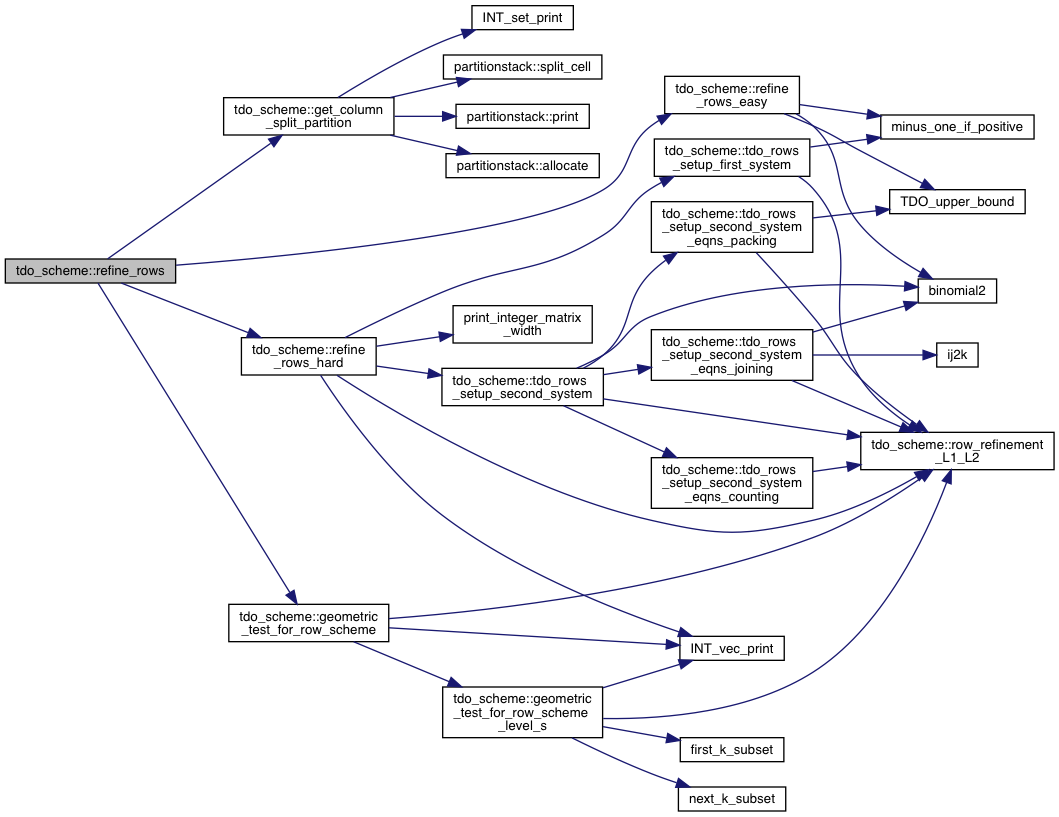 tdo_scheme::refine_rows
tdo_scheme::get_column
_split_partition
INT_set_print
partitionstack::split_cell
partitionstack::print
partitionstack::allocate
tdo_scheme::refine
_rows_easy
minus_one_if_positive
TDO_upper_bound
binomial2
tdo_scheme::refine
_rows_hard
tdo_scheme::tdo_rows
_setup_first_system
tdo_scheme::row_refinement
_L1_L2
print_integer_matrix
_width
tdo_scheme::tdo_rows
_setup_second_system
tdo_scheme::tdo_rows
_setup_second_system
_eqns_packing
tdo_scheme::tdo_rows
_setup_second_system
_eqns_joining
ij2k
tdo_scheme::tdo_rows
_setup_second_system
_eqns_counting
INT_vec_print
tdo_scheme::geometric
_test_for_row_scheme
tdo_scheme::geometric
_test_for_row_scheme
_level_s
first_k_subset
next_k_subset